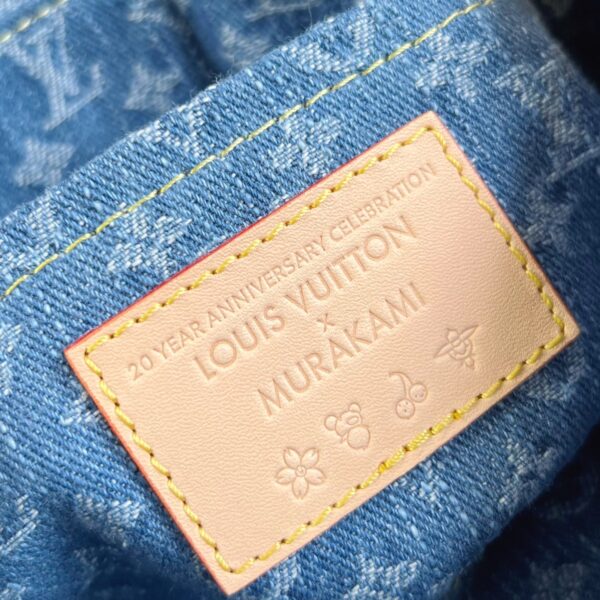 20 YEAR ANNIVERSARY CELEBRATION
LOUIS VUITTON
x
MURAKAMI